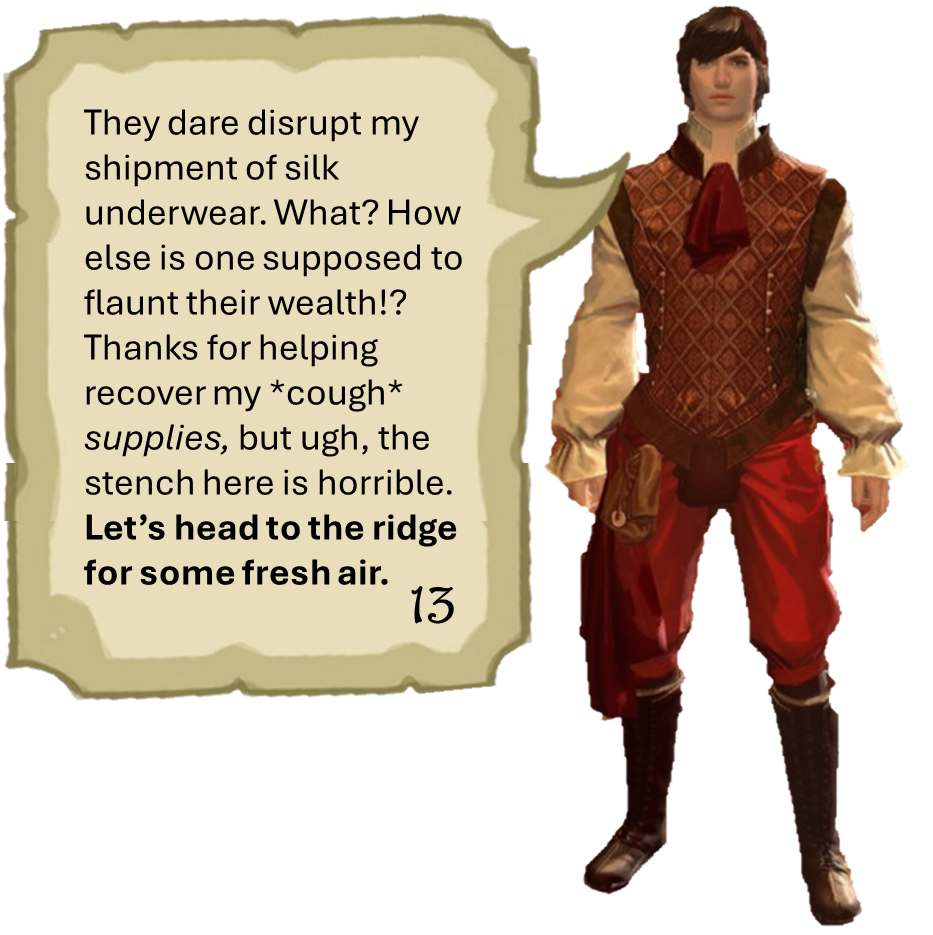 They dare disrupt my
shipment of silk
underwear. What? How
else is one supposed to
flaunt their wealth!?
Thanks for helping
recover my *cough*
supplies, but ugh, the
stench here is horrible.
Let’s head to the ridge
for some fresh air.
13